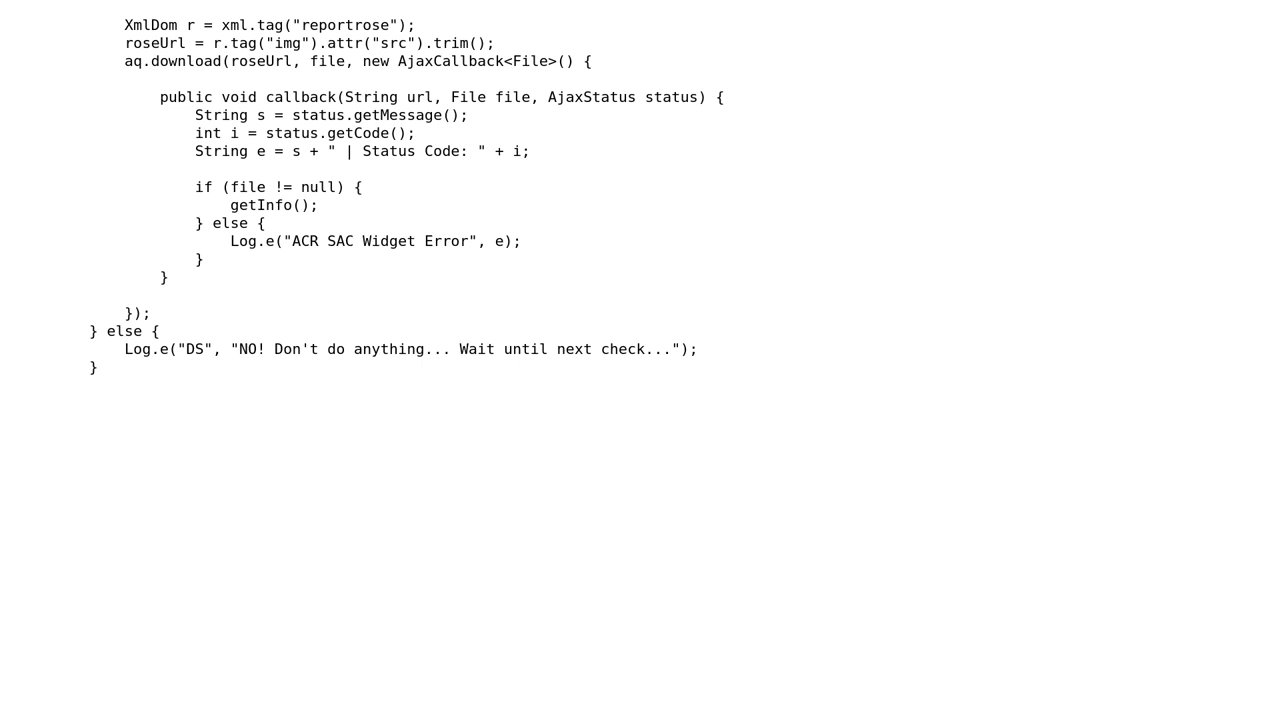 XmlDom r = xml.tag("reportrose");
roseUrl = r.tag("img").attr("src").trim();
aq.download(roseUrl, file, new AjaxCallback<File>() {
public void callback(String url, File file, AjaxStatus status) {
String s = status.getMessage();
int i = status.getCode();
String e = s + " | Status Code: " + i;
if (file != null) {
getInfo();
} else {
Log.e("ACR SAC Widget Error", e);
}
}
});
} else {
Log.e("DS", "NO! Don't do anything... Wait until next check...");
}